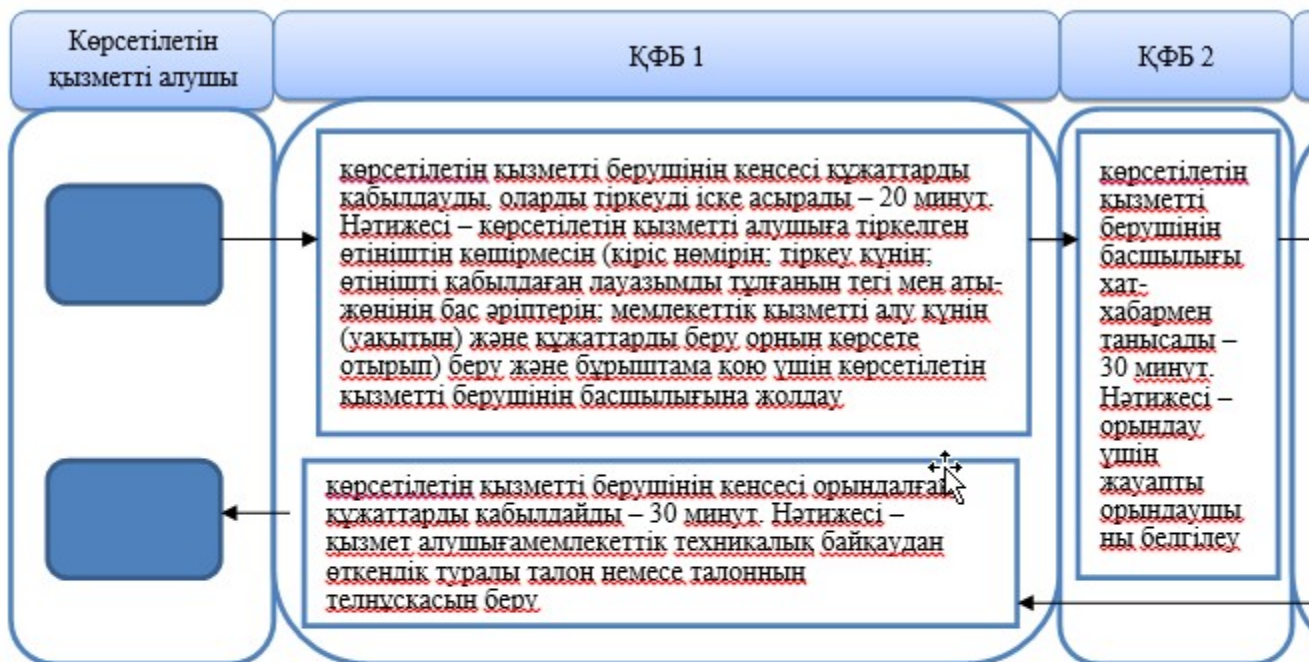 Көрсетілетін
қызметті алушы
ҚФБ 1
ҚФБ 2
көрсетілетін қызметті берушінің кеңсесі құжаттарды
қабылдауды, оларды тіркеуді іске асырады – 20 минут.
Нәтижесі – көрсетілетін қызметті алушыға тіркелген
өтініштің көшірмесін (кіріс нөмірін; тіркеу күнін;
өтінішті қабылдаған лауазымды тұлғаның тегі мен аты-
жөнінің бас әріптерін; мемлекеттік қызметті алу күнін
(уақытын) және құжаттарды беру орнын көрсете
отырып) беру және бұрыштама қою үшін көрсетілетін
қызметті берушінің басшылығына жолдау
көрсетілетін қызметті берушінің кеңсесі орындалған
құжаттарды қабылдайды – 30 минут. Нәтижесі –
қызмет алушығамемлекеттік техникалық байқаудан
өткендік туралы талон немесе талонның
телнұсқасын беру
көрсетілетін
қызметті
берушінің
басшылығы
хат-
хабармен
танысады –
30 минут.
Нәтижесі –
орындау
үшін
жауапты
орындаушы
ны белгілеу